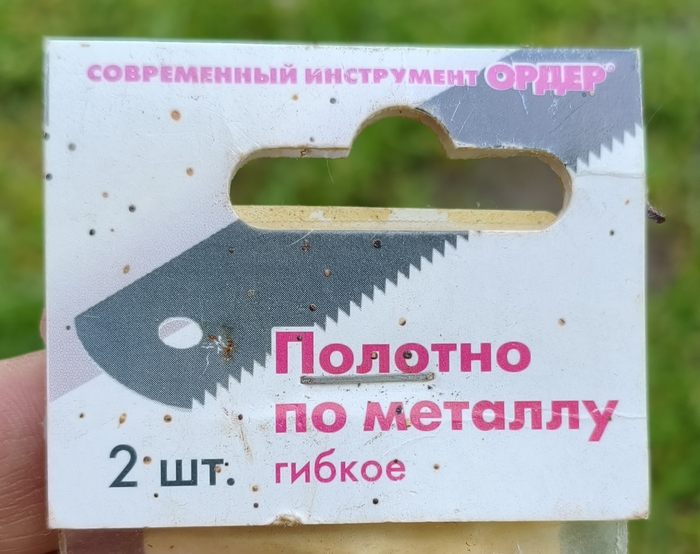 СОВРЕМЕННЫЙ ИНСТРУМЕНТ ОРДЕР®
Полотно
по металлу
2 шт. гибкое